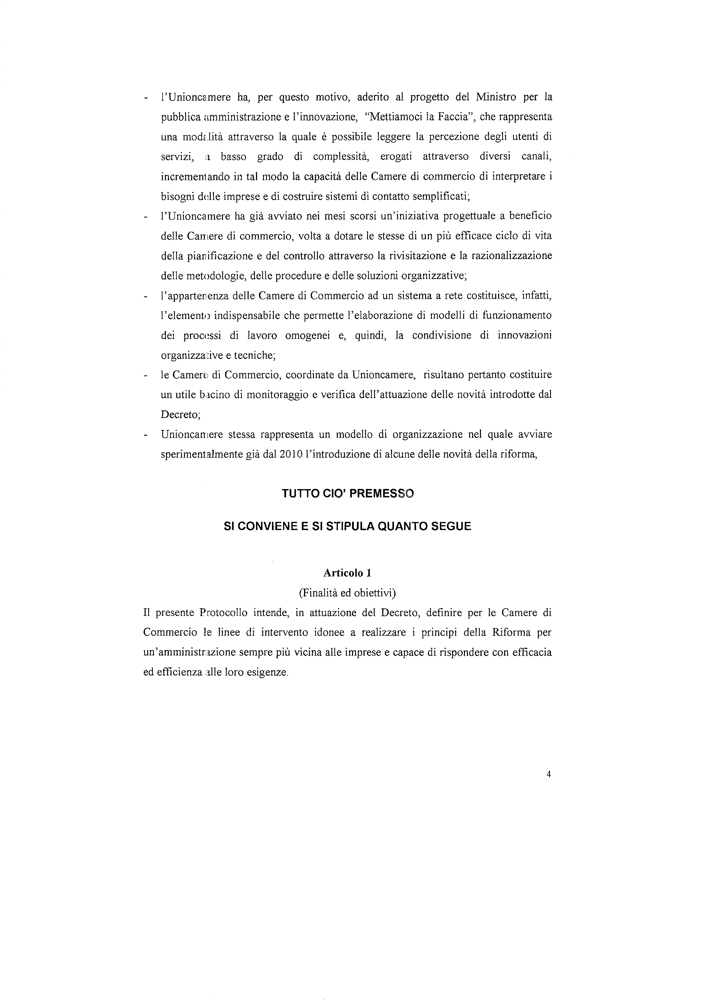 - l'Unioncamere ha, per questo motivo, aderito al progetto del Ministro per la
pubblica amministrazione e l'innovazione, “Mettiamoci la Faccia”, che rappresenta
una modalità attraverso la quale è possibile leggere la percezione degli utenti di
servizi, a basso grado di complessità, erogati attraverso diversi canali,
incrementando in tal modo la capacità delle Camere di commercio di interpretare i
bisogni delle imprese e di costruire sistemi di contatto semplificati;
- l'Unioncamere ha già avviato nei mesi scorsi un'iniziativa progettuale a beneficio
delle Camere di commercio, volta a dotare le stesse di un più efficace ciclo di vita
della pianificazione e del controllo attraverso la rivisitazione e la razionalizzazione
delle metodologie, delle procedure e delle soluzioni organizzative;
- l'appartenenza delle Camere di Commercio ad un sistema a rete costituisce, infatti,
l'elemento indispensabile che permette l'elaborazione di modelli di funzionamento
dei processi di lavoro omogenei e, quindi, la condivisione di innovazioni
organizzative e tecniche;
- le Camere di Commercio, coordinate da Unioncamere, risultano pertanto costituire
un utile bacino di monitoraggio e verifica dell'attuazione delle novità introdotte dal
Decreto;
- Unioncamere stessa rappresenta un modello di organizzazione nel quale avviare
sperimentalmente già dal 2010 l'introduzione di alcune delle novità della riforma,
TUTTO CIO' PREMESSO
SI CONVIENE E SI STIPULA QUANTO SEGUE
Articolo 1
(Finalità ed obiettivi)
Il presente Protocollo intende, in attuazione del Decreto, definire per le Camere di
Commercio le linee di intervento idonee a realizzare i principi della Riforma per
un'amministrazione sempre più vicina alle imprese e capace di rispondere con efficacia
ed efficienza alle loro esigenze.
4